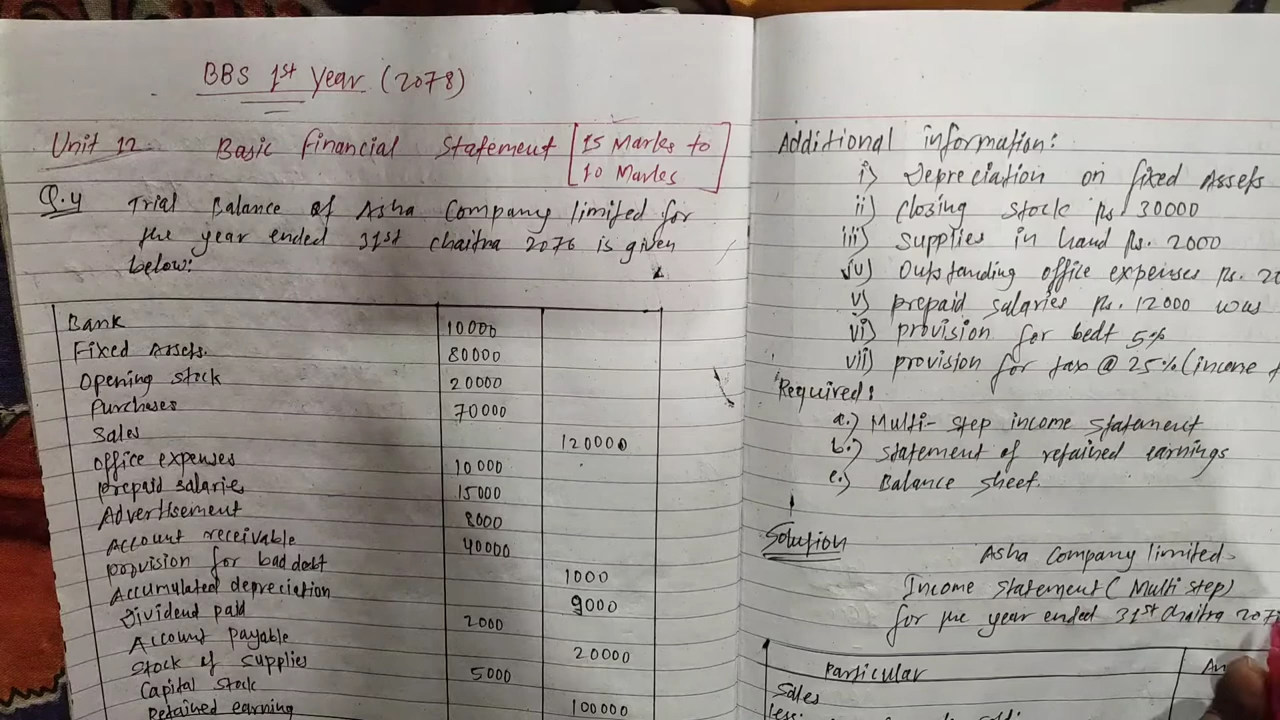 BBS 1st Year (2078)
Unit 12. Basic financial Statement [15 Marks to
10 Marks]
Q.4 Trial Balance of Asha Company limited for
the year ended 31st chaitra 2076 is given
below:
Bank 10000
Fixed Assets. 80000
Opening stock 20000
Purchases 70000
Sales 120000
Office expenses 10000
prepaid salaries 15000
Advertisement 8000
Account receivable 40000
provision for bad debt 1000
Accumulated depreciation 9000
Dividend paid 2000
Account payable 20000
Stock of supplies 5000
Capital stock 100000
Retained earning
Additional information:
i) Depreciation on fixed Assets
ii) Closing stock Rs. 30000
iii) Supplies in hand Rs. 2000
iv) Outstanding office expenses Rs. 20
v) prepaid salaries Rs. 12000 was
vi) provision for bedt 5%
vii) provision for tax @ 25% (income
Required:
a.) Multi-step income statement
b.) statement of retained earnings
c.) Balance sheet.
Solution
Asha Company limited.
Income statement (Multi step)
for the year ended 31st Chaitra 207
Particular An
Sales
Less: